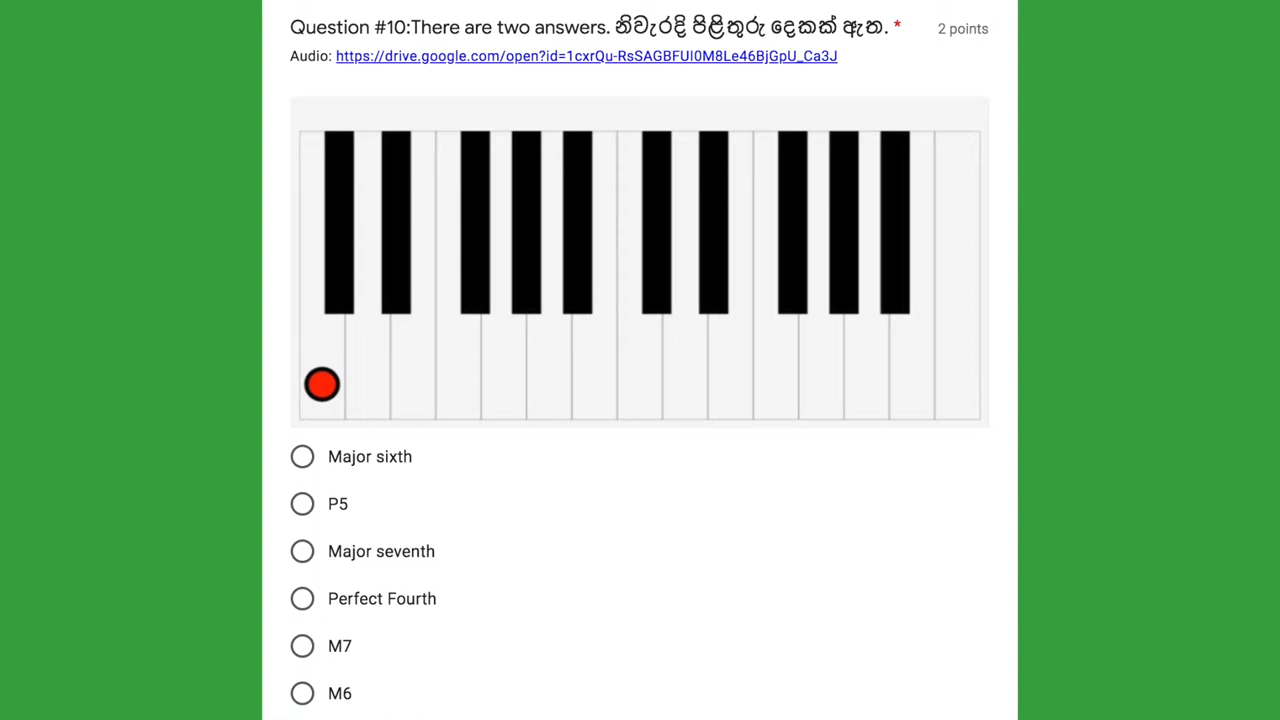 Question #10:There are two answers. නිවැරදි පිළිතුරු දෙකක් ඇත. * 2 points
Audio: https://drive.google.com/open?id=1cxrQu-RsSAGBFUI0M8Le46BjGpU_Ca3J
Major sixth
P5
Major seventh
Perfect Fourth
M7
M6